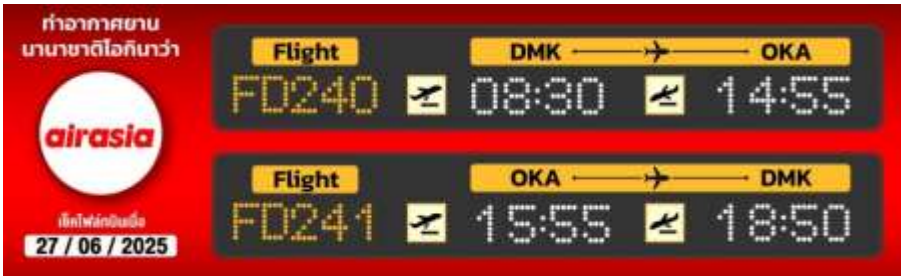 ท่าอากาศยาน
นานาชาติโอกินาว่า
airasia
เช็คไฟล์ทบินเมื่อ
27 / 06 / 2025
Flight
DMK OKA
FD240 08:30 14:55
Flight
OKA DMK
FD241 15:55 18:50